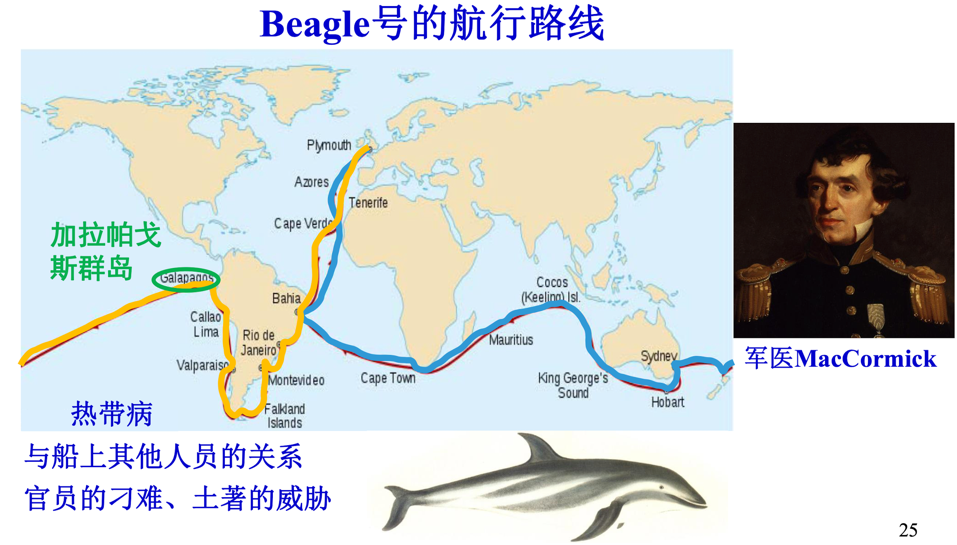 Beagle号的航行路线
Plymouth
Azores
Tenerife
Cape Verde
加拉帕戈
斯群岛
Galapagos
Bahia
Cocos
(Keeling) Isl.
Callao
Lima
Rio de
Janeiro
Mauritius
Valparaiso
Montevideo
Cape Town
King George's
Sound
Sydney
Hobart
Falkland
Islands
军医MacCormick
热带病
与船上其他人员的关系
官员的刁难、土著的威胁
25